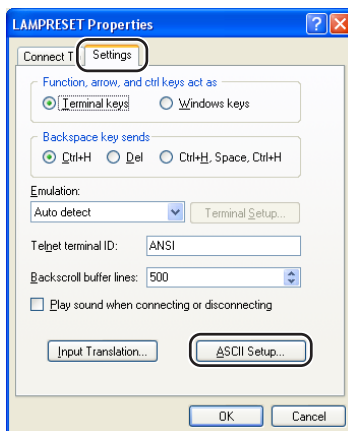 LAMPRESET Properties
Connect T Settings
Function, arrow, and ctrl keys act as
Terminal keys Windows keys
Backspace key sends
Ctrl+H Del Ctrl+H, Space, Ctrl+H
Emulation:
Auto detect Terminal Setup...
Telnet terminal ID: ANSI
Backscroll buffer lines: 500
Play sound when connecting or disconnecting
Input Translation... ASCII Setup...
OK Cancel